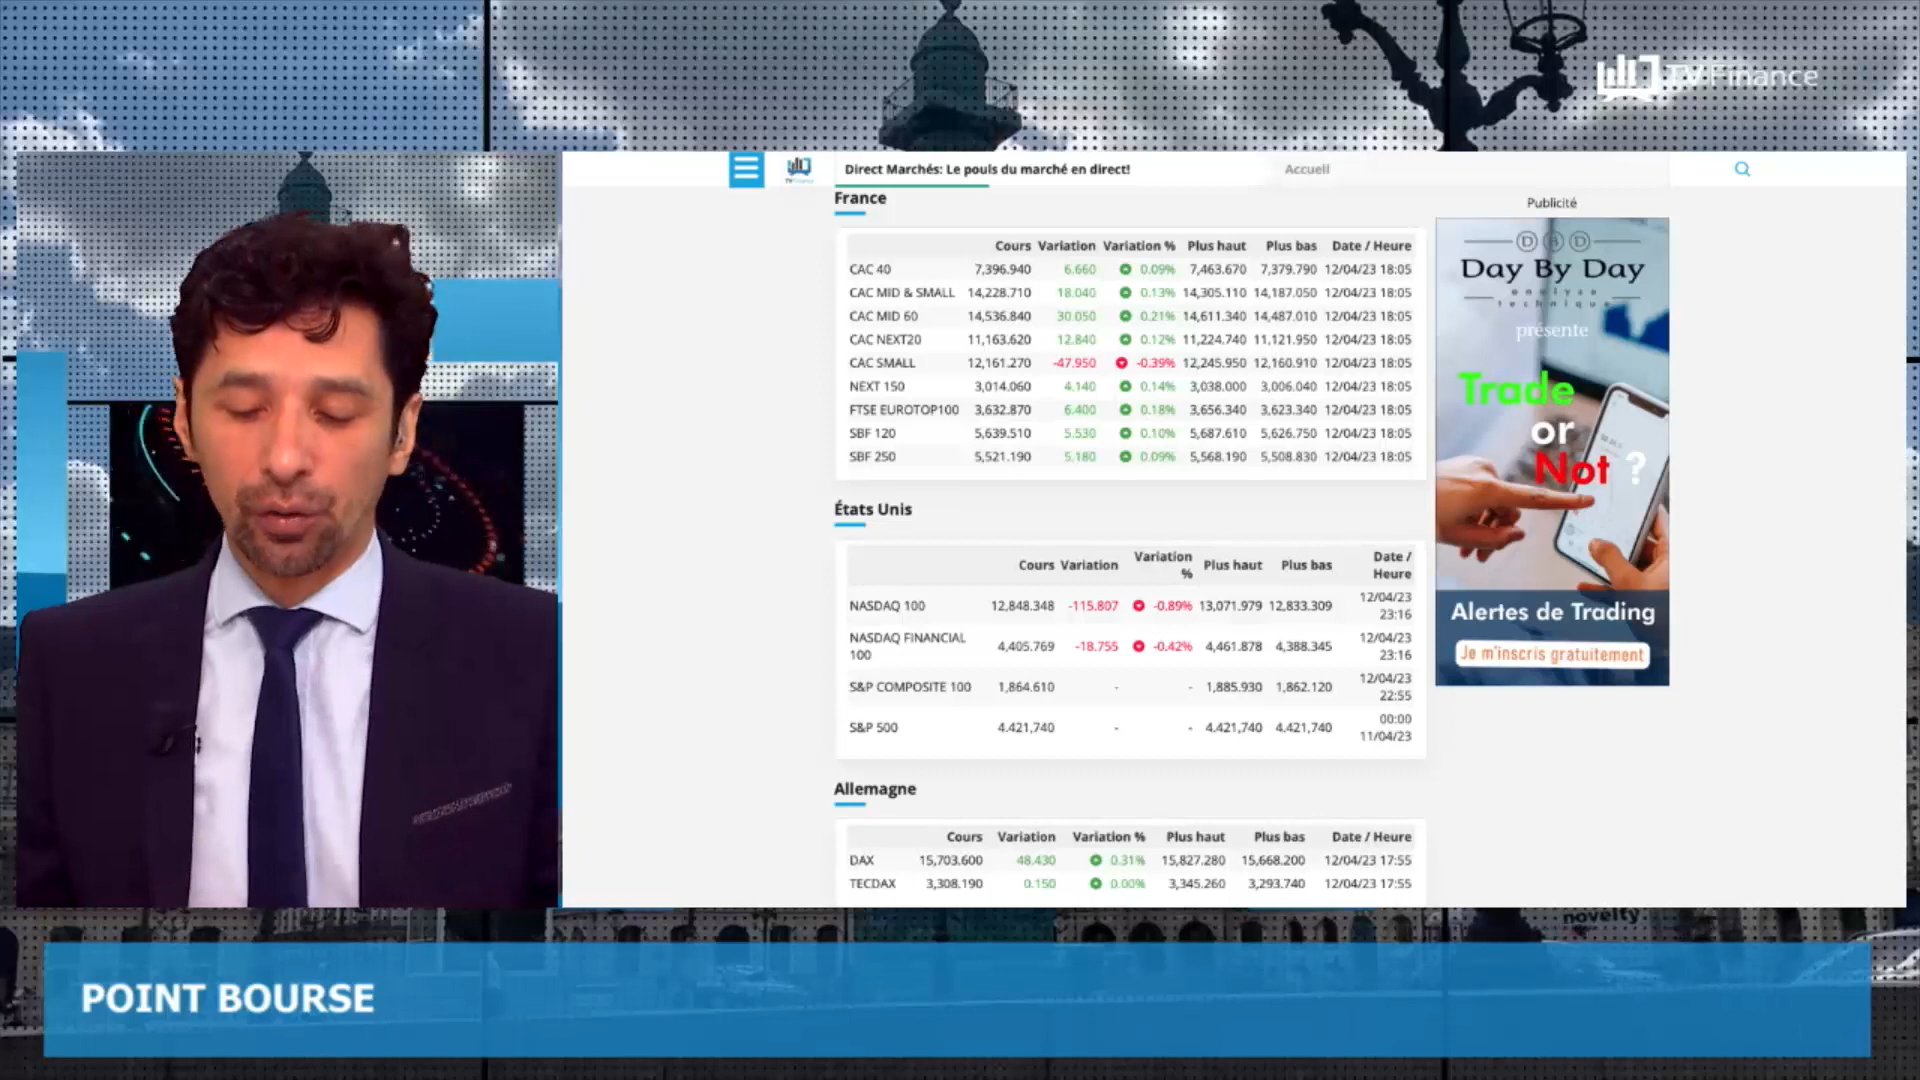 TV Finance
Direct Marchés: Le pouls du marché en direct!
Accueil
France
Cours Variation Variation % Plus haut Plus bas Date / Heure
CAC 40 7,396.940 6.660 0.09% 7,463.670 7,379.790 12/04/23 18:05
CAC MID & SMALL 14,228.710 18.040 0.13% 14,305.110 14,187.050 12/04/23 18:05
CAC MID 60 14,536.840 30.050 0.21% 14,611.340 14,487.010 12/04/23 18:05
CAC NEXT20 11,163.620 12.840 0.12% 11,224.740 11,121.950 12/04/23 18:05
CAC SMALL 12,161.270 -47.950 -0.39% 12,245.950 12,160.910 12/04/23 18:05
NEXT 150 3,014.060 4.140 0.14% 3,038.000 3,006.040 12/04/23 18:05
FTSE EUROTOP100 3,632.870 6.400 0.18% 3,656.340 3,623.340 12/04/23 18:05
SBF 120 5,639.510 5.530 0.10% 5,687.610 5,626.750 12/04/23 18:05
SBF 250 5,521.190 5.180 0.09% 5,568.190 5,508.830 12/04/23 18:05
États Unis
Cours Variation Variation % Plus haut Plus bas Date / Heure
NASDAQ 100 12,848.348 -115.807 -0.89% 13,071.979 12,833.309 12/04/23 23:16
NASDAQ FINANCIAL 100 4,405.769 -18.755 -0.42% 4,461.878 4,388.345 12/04/23 23:16
S&P COMPOSITE 100 1,864.610 - - 1,885.930 1,862.120 12/04/23 22:55
S&P 500 4.421,740 - - 4.421,740 4.421,740 00:00 11/04/23
Allemagne
Cours Variation Variation % Plus haut Plus bas Date / Heure
DAX 15,703.600 48.430 0.31% 15,827.280 15,668.200 12/04/23 17:55
TECDAX 3,308.190 0.150 0.00% 3,345.260 3,293.740 12/04/23 17:55
Publicité
DBD
Day By Day
analyse
technique
présente
Trade
or
Not ?
Alertes de Trading
Je m'inscris gratuitement
novelty.
POINT BOURSE